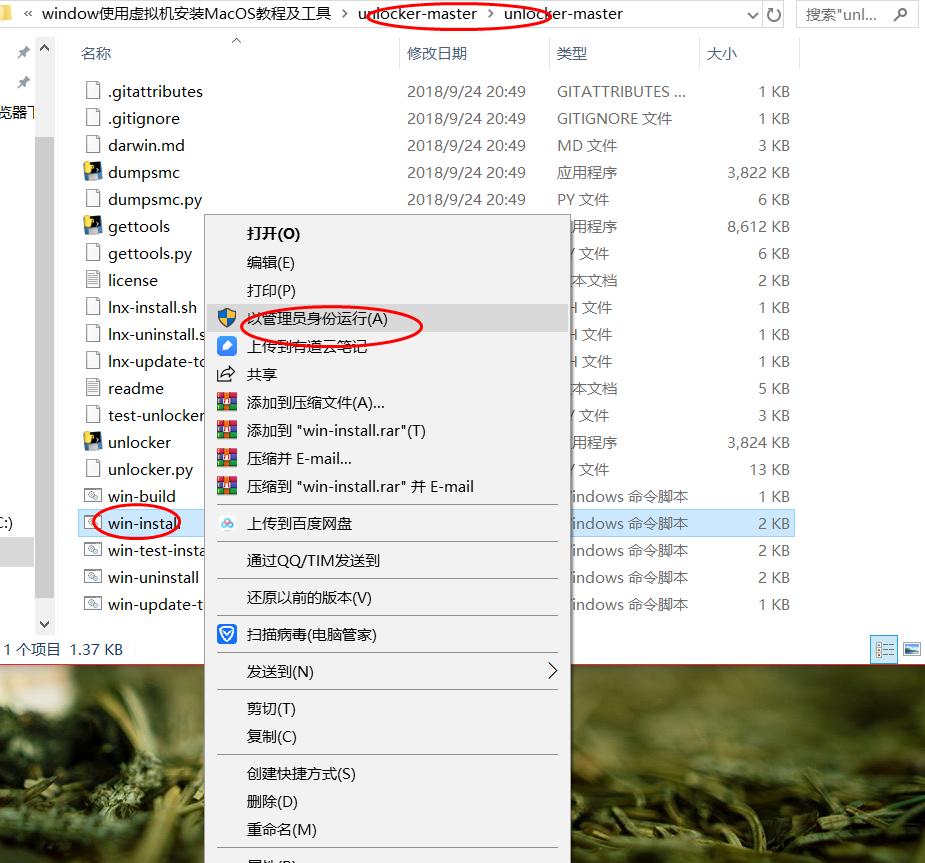 « window使用虚拟机安装MacOS教程及工具 > unlocker-master > unlocker-master 搜索"unl...
名称 修改日期 类型 大小
.gitattributes 2018/9/24 20:49 GITATTRIBUTES ... 1 KB
.gitignore 2018/9/24 20:49 GITIGNORE 文件 1 KB
darwin.md 2018/9/24 20:49 MD 文件 3 KB
dumpsmc 2018/9/24 20:49 应用程序 3,822 KB
dumpsmc.py 2018/9/24 20:49 PY 文件 6 KB
gettools 用程序 8,612 KB
gettools.py 文件 6 KB
license 本文档 2 KB
lnx-install.sh H 文件 1 KB
lnx-uninstall.s H 文件 1 KB
lnx-update-to H 文件 1 KB
readme 本文档 5 KB
test-unlocker 文件 3 KB
unlocker 用程序 3,824 KB
unlocker.py 文件 13 KB
win-build indows 命令脚本 1 KB
win-install indows 命令脚本 2 KB
win-test-insta indows 命令脚本 2 KB
win-uninstall indows 命令脚本 2 KB
win-update-t indows 命令脚本 1 KB
览器下
C:)
打开(O)
编辑(E)
打印(P)
以管理员身份运行(A)
上传到有道云笔记
共享
添加到压缩文件(A)...
添加到 "win-install.rar"(T)
压缩并 E-mail...
压缩到 "win-install.rar" 并 E-mail
上传到百度网盘
通过QQ/TIM发送到
还原以前的版本(V)
扫描病毒(电脑管家)
发送到(N)
剪切(T)
复制(C)
创建快捷方式(S)
删除(D)
重命名(M)
1 个项目 1.37 KB